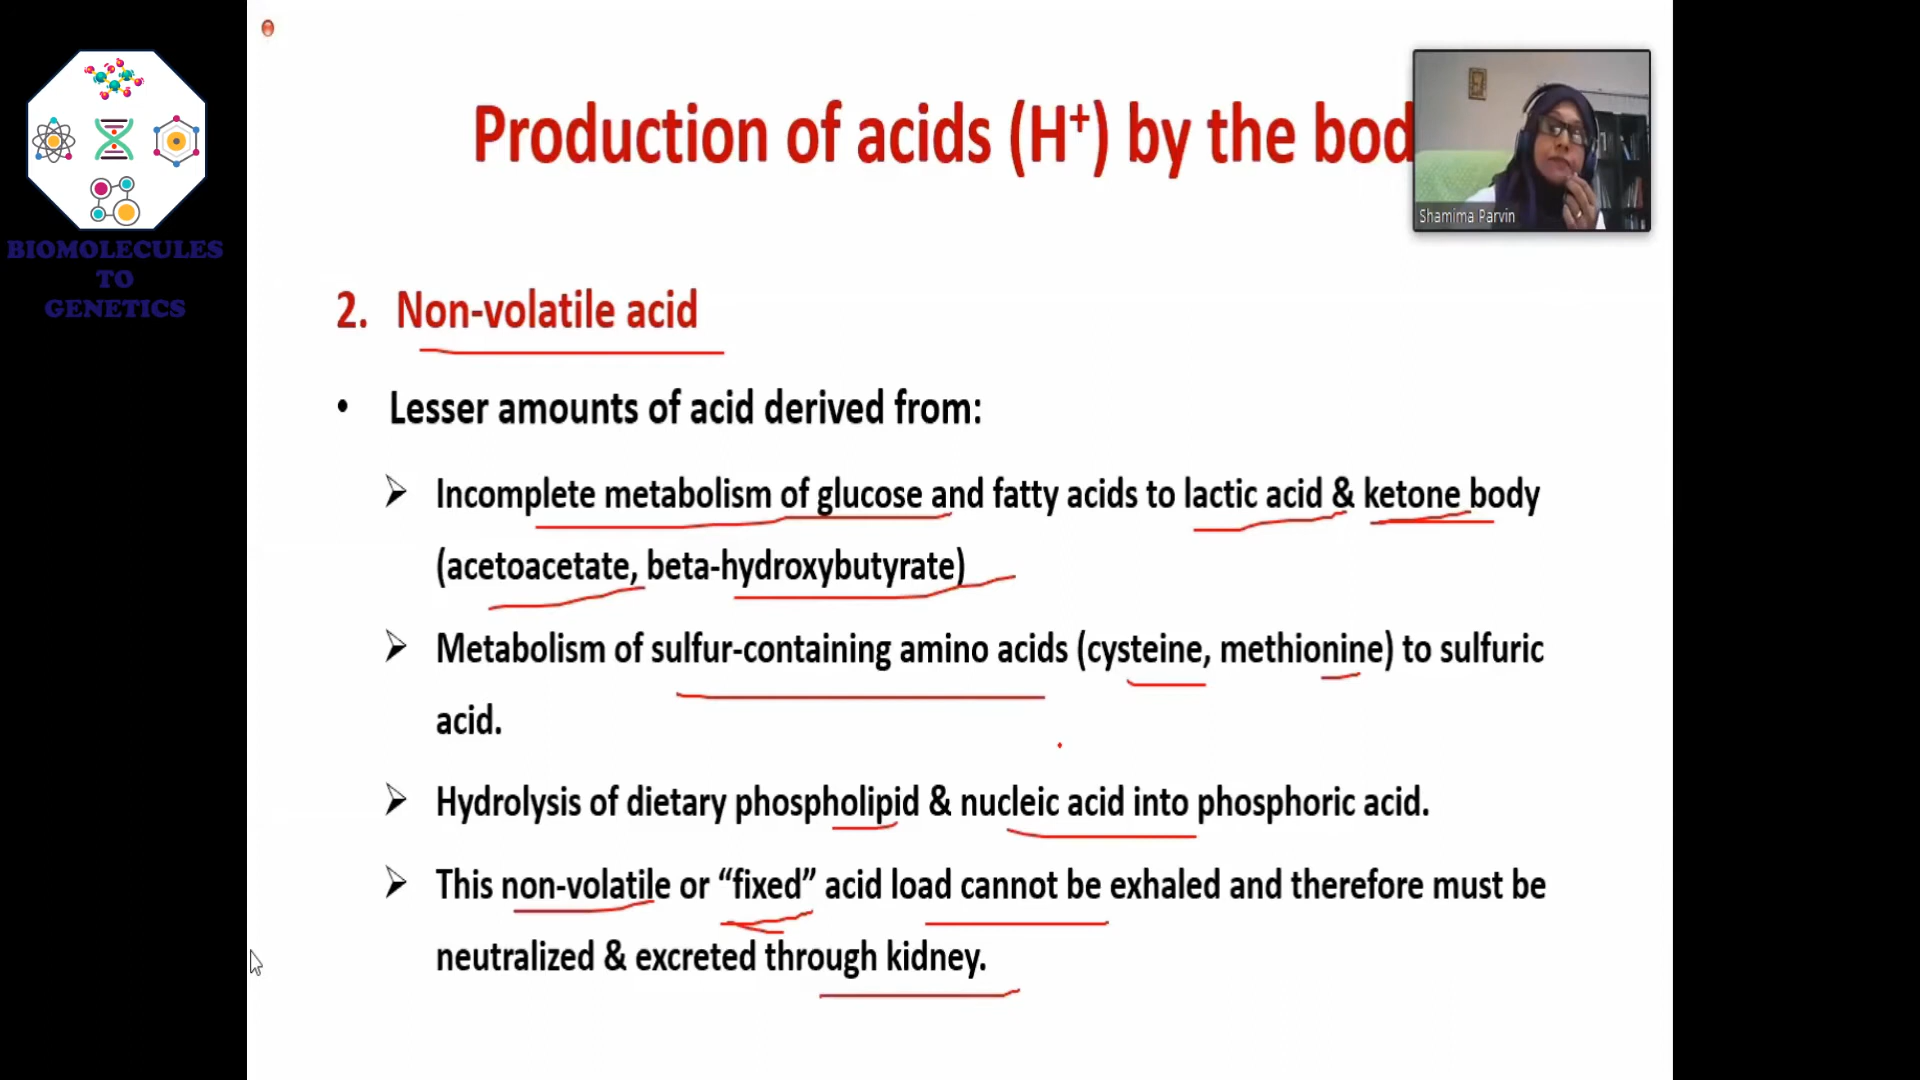 BIOMOLECULES
TO
GENETICS
Production of acids (H⁺) by the bod
Shamima Parvin
2. Non-volatile acid
• Lesser amounts of acid derived from:
➢ Incomplete metabolism of glucose and fatty acids to lactic acid & ketone body
(acetoacetate, beta-hydroxybutyrate)
➢ Metabolism of sulfur-containing amino acids (cysteine, methionine) to sulfuric
acid.
➢ Hydrolysis of dietary phospholipid & nucleic acid into phosphoric acid.
➢ This non-volatile or “fixed” acid load cannot be exhaled and therefore must be
neutralized & excreted through kidney.